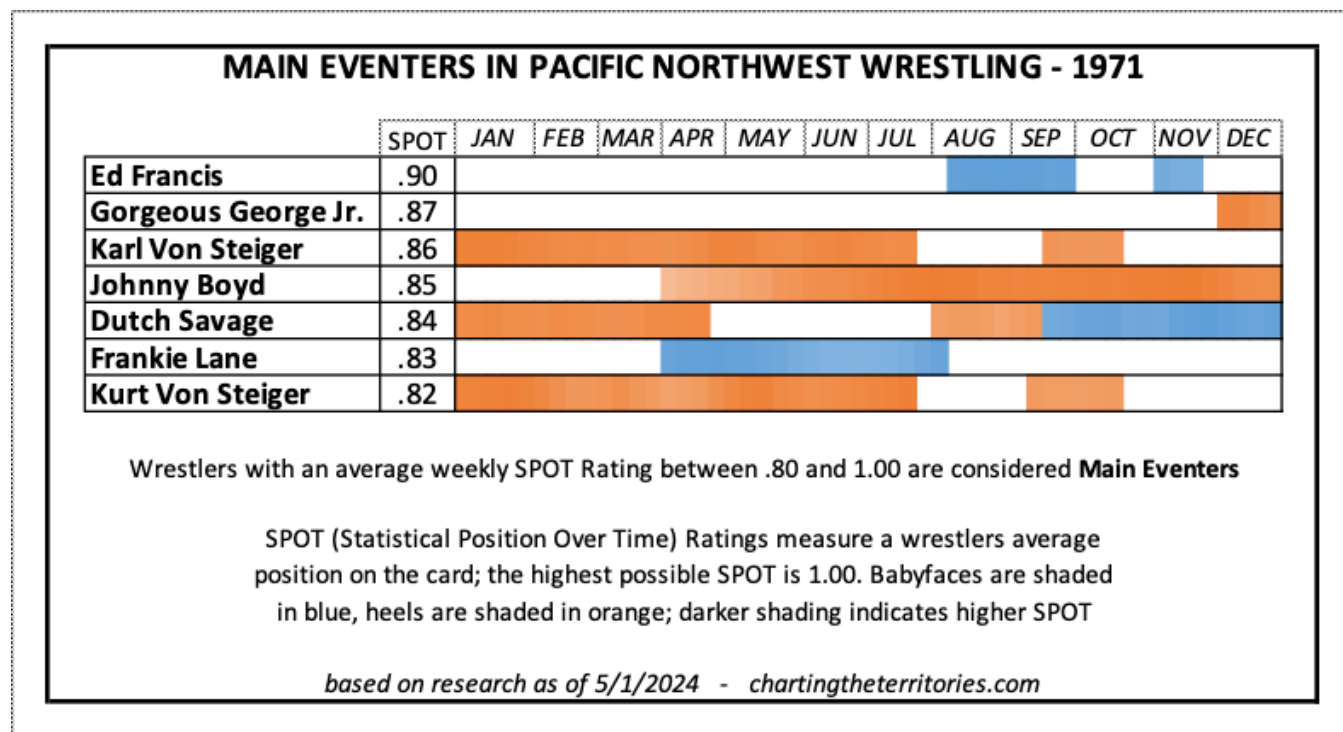 MAIN EVENTERS IN PACIFIC NORTHWEST WRESTLING - 1971
SPOT JAN FEB MAR APR MAY JUN JUL AUG SEP OCT NOV DEC
Ed Francis .90
Gorgeous George Jr. .87
Karl Von Steiger .86
Johnny Boyd .85
Dutch Savage .84
Frankie Lane .83
Kurt Von Steiger .82
Wrestlers with an average weekly SPOT Rating between .80 and 1.00 are considered Main Eventers
SPOT (Statistical Position Over Time) Ratings measure a wrestlers average
position on the card; the highest possible SPOT is 1.00. Babyfaces are shaded
in blue, heels are shaded in orange; darker shading indicates higher SPOT
based on research as of 5/1/2024 - chartingtheterritories.com